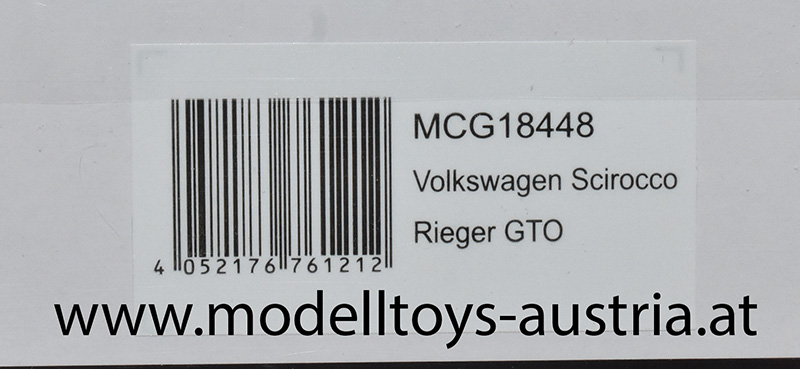 MCG18448
Volkswagen Scirocco
Rieger GTO
4 052176 761212
www.modelltoys-austria.at